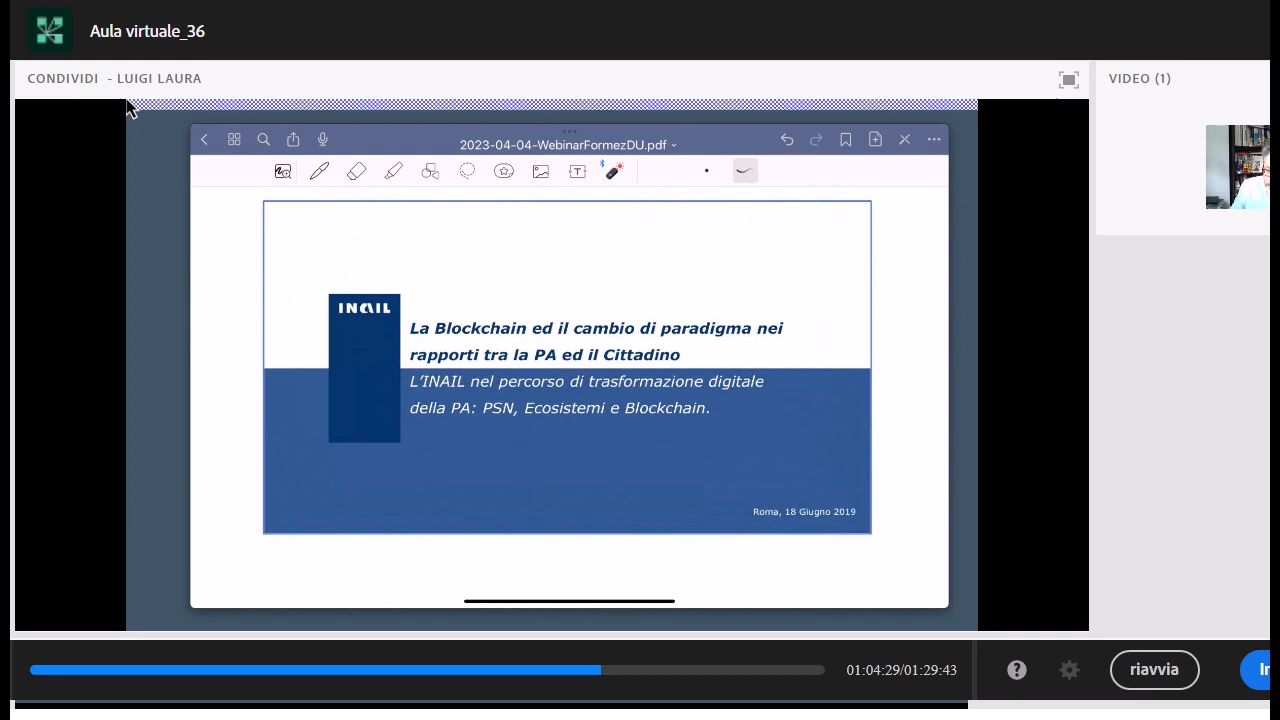 Aula virtuale_36
CONDIVIDI - LUIGI LAURA
VIDEO (1)
2023-04-04-WebinarFormezDU.pdf
T
INAIL
La Blockchain ed il cambio di paradigma nei
rapporti tra la PA ed il Cittadino
L'INAIL nel percorso di trasformazione digitale
della PA: PSN, Ecosistemi e Blockchain.
Roma, 18 Giugno 2019
01:04:29/01:29:43
?
riavvia